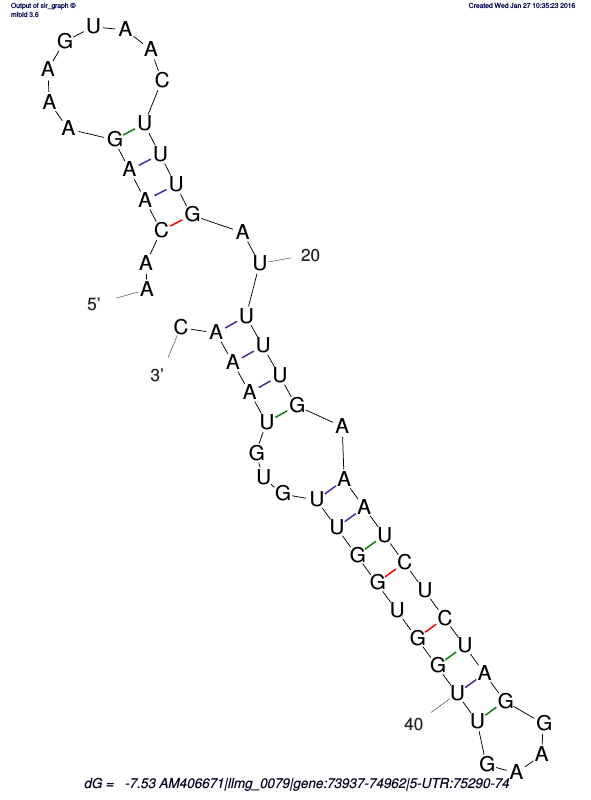 Output of sir_graph ©
mfold 3.6
Created Wed Jan 27 10:35:23 2016
5’
A A C A A G A A A G U A A C U U U G A U
20
U U U G A A A U C U C U A G G A A G U U
40
G G U G G U U G U G U A A A C
3’
dG = -7.53 AM406671|llmg_0079|gene:73937-74962|5-UTR:75290-74